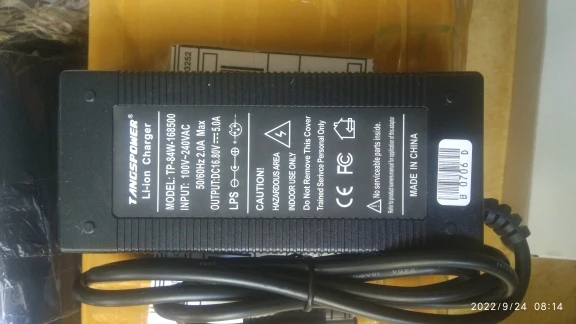 TANGSPOWER®
Li-ion Charger
MODEL: TP-84W-168500
INPUT: 100V~240VAC
50/60Hz 2.0A Max
OUTPUT:DC16.80V⎓5.0A
LPS
CAUTION!
HAZARDOUS AREA
INDOOR USE ONLY
Do Not Remove This Cover
Trained Service Personal Only
CE FC
No serviceable parts inside.
MADE IN CHINA
B 0706 D
03252
2022/9/24 08:14